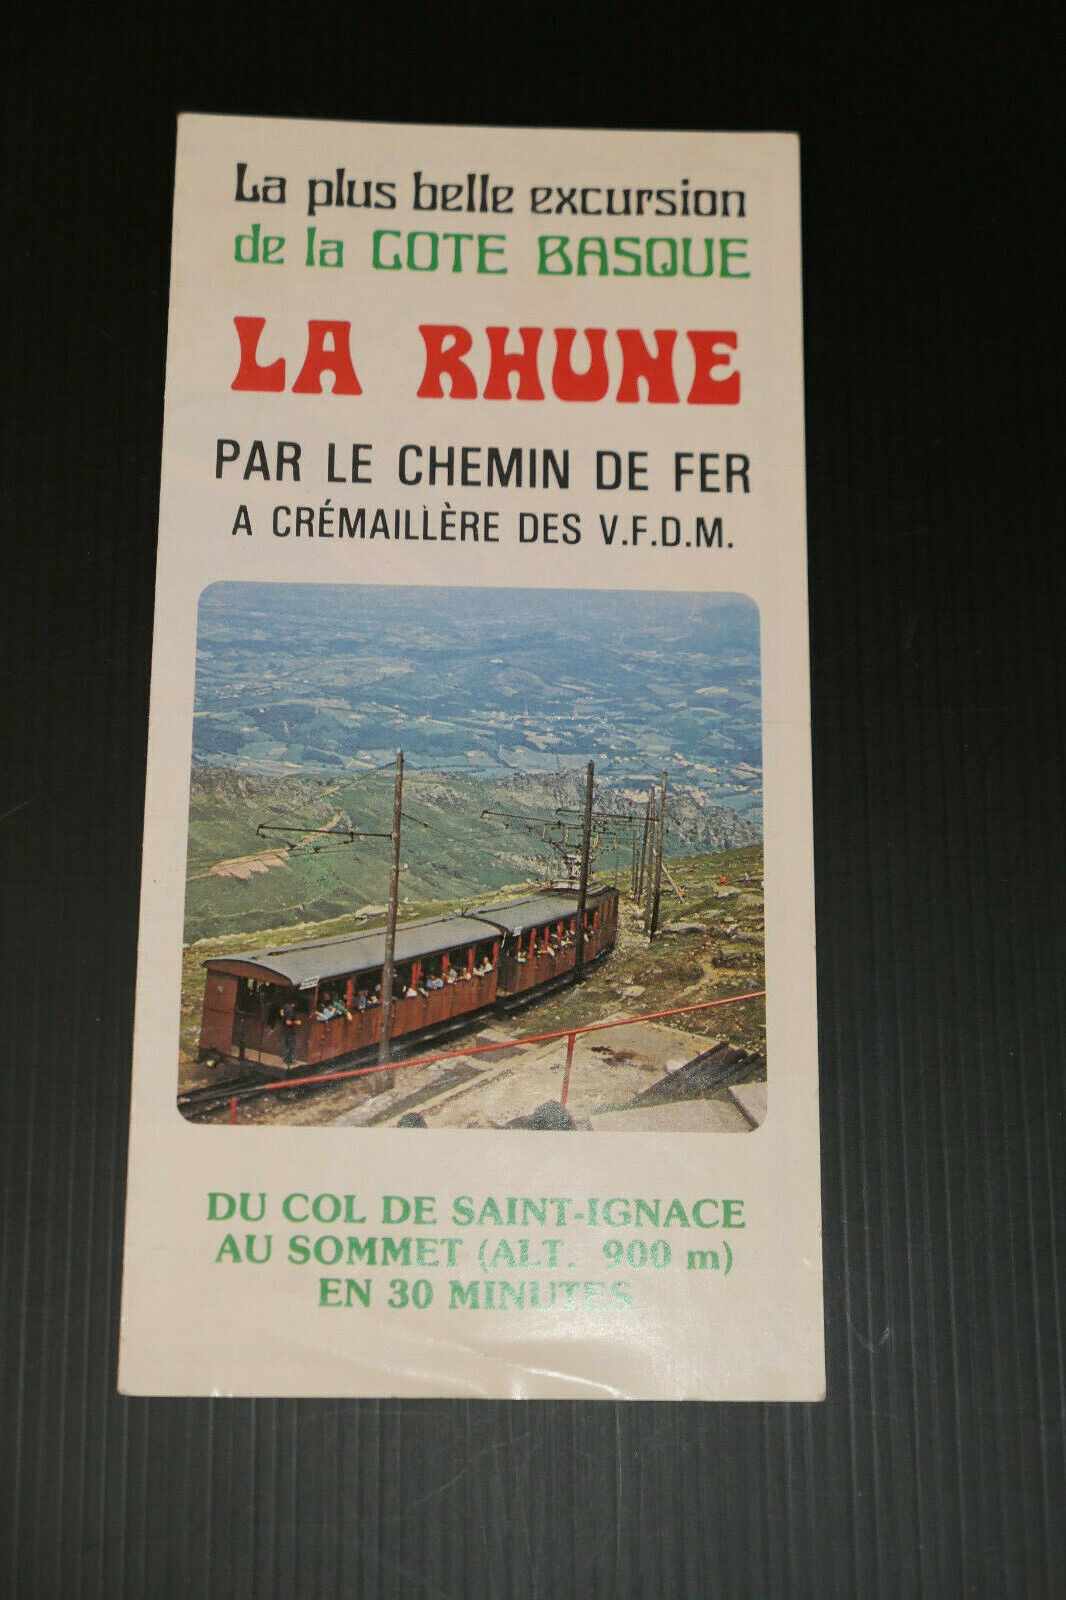 La plus belle excursion
de la COTE BASQUE
LA RHUNE
PAR LE CHEMIN DE FER
A CRÉMAILLÈRE DES V.F.D.M.
DU COL DE SAINT-IGNACE
AU SOMMET (ALT. 900 m)
EN 30 MINUTES